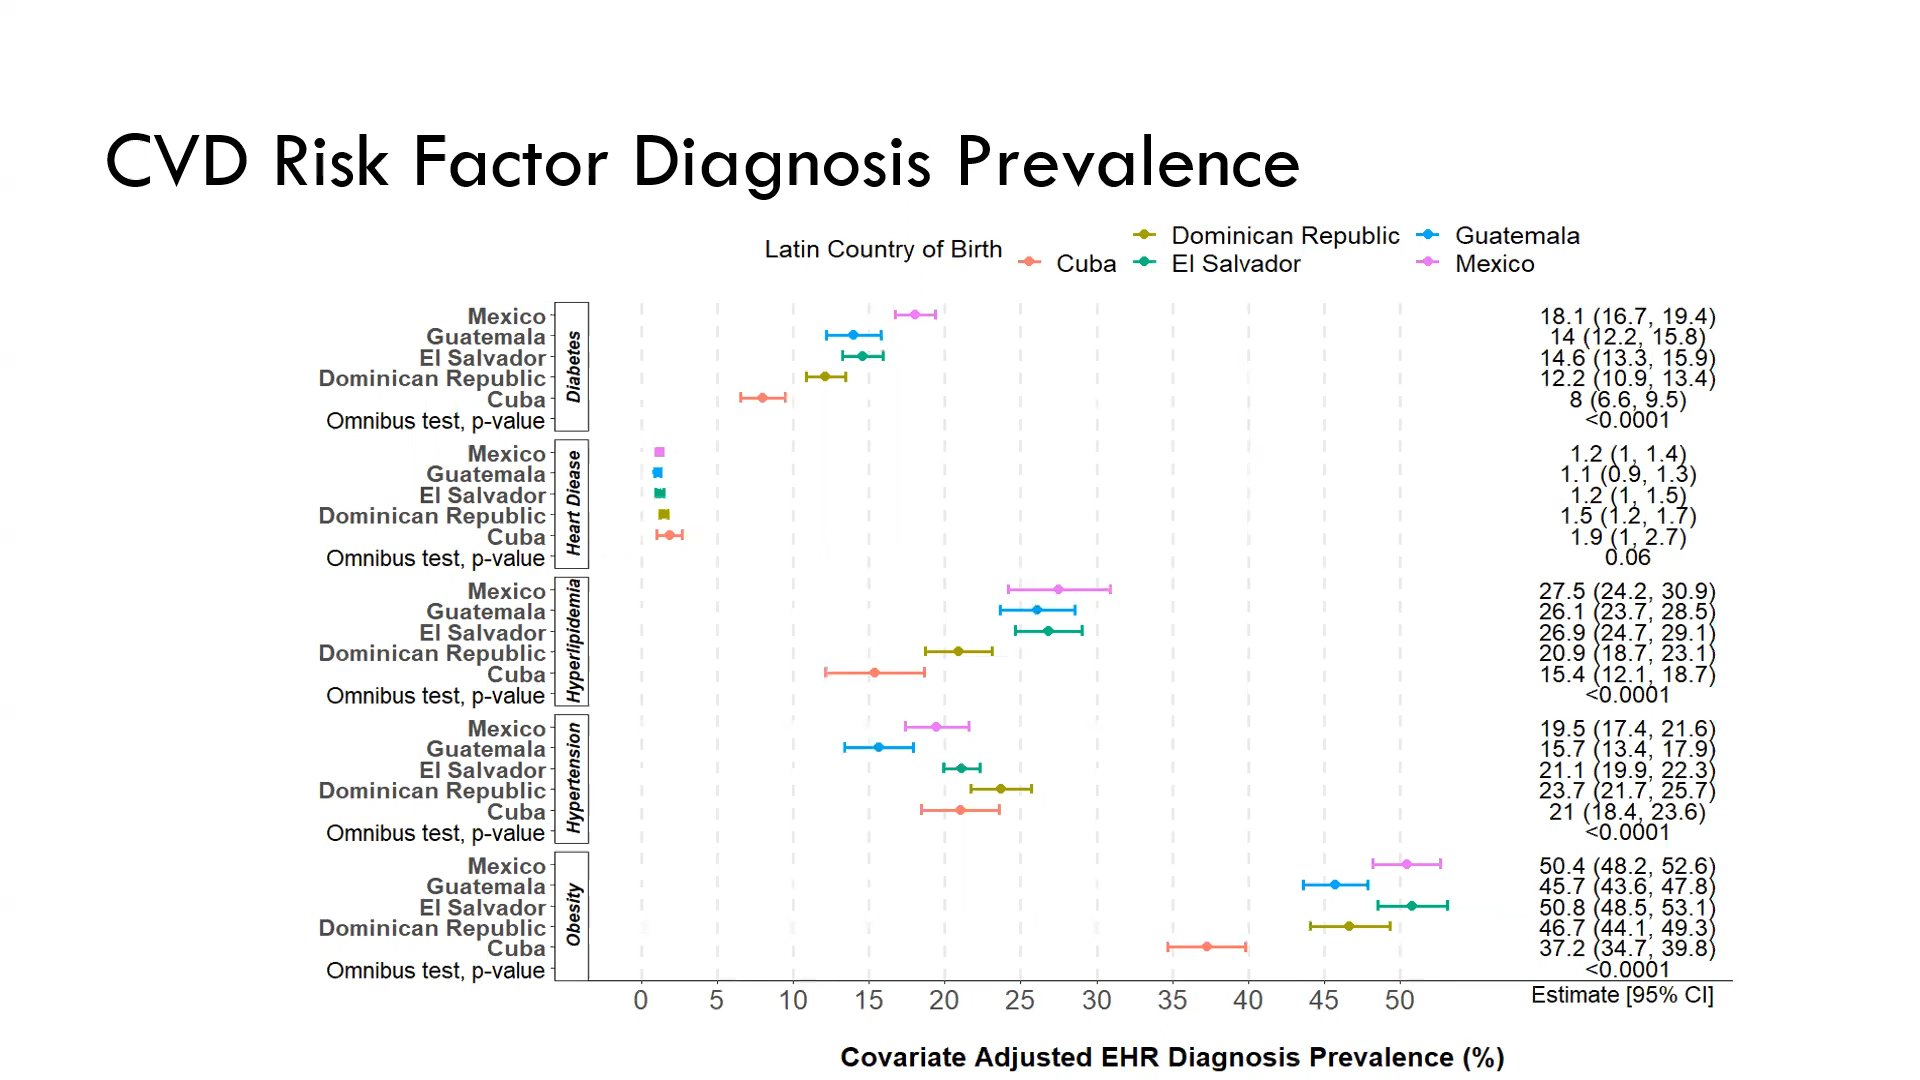 CVD Risk Factor Diagnosis Prevalence
Latin Country of Birth
Cuba
Dominican Republic
El Salvador
Guatemala
Mexico
Diabetes
Mexico 18.1 (16.7, 19.4)
Guatemala 14 (12.2, 15.8)
El Salvador 14.6 (13.3, 15.9)
Dominican Republic 12.2 (10.9, 13.4)
Cuba 8 (6.6, 9.5)
Omnibus test, p-value <0.0001
Heart Diease
Mexico 1.2 (1, 1.4)
Guatemala 1.1 (0.9, 1.3)
El Salvador 1.2 (1, 1.5)
Dominican Republic 1.5 (1.2, 1.7)
Cuba 1.9 (1, 2.7)
Omnibus test, p-value 0.06
Hyperlipidemia
Mexico 27.5 (24.2, 30.9)
Guatemala 26.1 (23.7, 28.5)
El Salvador 26.9 (24.7, 29.1)
Dominican Republic 20.9 (18.7, 23.1)
Cuba 15.4 (12.1, 18.7)
Omnibus test, p-value <0.0001
Hypertension
Mexico 19.5 (17.4, 21.6)
Guatemala 15.7 (13.4, 17.9)
El Salvador 21.1 (19.9, 22.3)
Dominican Republic 23.7 (21.7, 25.7)
Cuba 21 (18.4, 23.6)
Omnibus test, p-value <0.0001
Obesity
Mexico 50.4 (48.2, 52.6)
Guatemala 45.7 (43.6, 47.8)
El Salvador 50.8 (48.5, 53.1)
Dominican Republic 46.7 (44.1, 49.3)
Cuba 37.2 (34.7, 39.8)
Omnibus test, p-value <0.0001
0 5 10 15 20 25 30 35 40 45 50 Estimate [95% CI]
Covariate Adjusted EHR Diagnosis Prevalence (%)